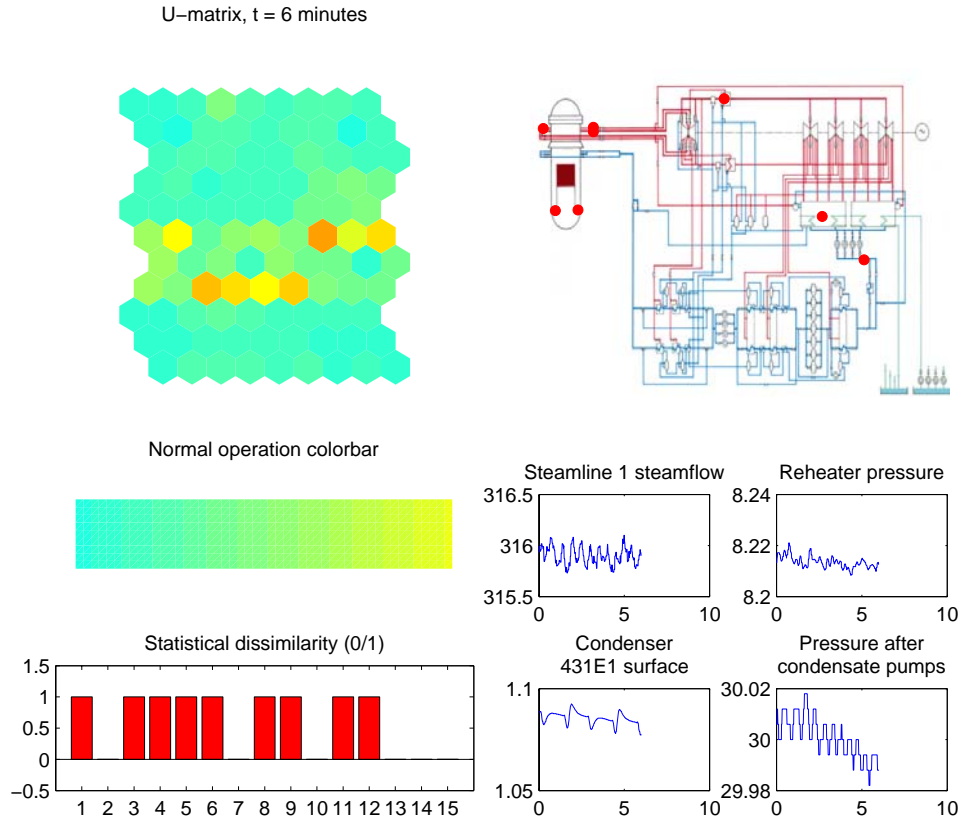 U−matrix, t = 6 minutes
Normal operation colorbar
Statistical dissimilarity (0/1)
1.5
1
0.5
0
−0.5
1 2 3 4 5 6 7 8 9 10 11 12 13 14 15
Steamline 1 steamflow
316.5
316
315.5
0 5 10
Reheater pressure
8.24
8.22
8.2
0 5 10
Condenser
431E1 surface
1.1
1.05
0 5 10
Pressure after
condensate pumps
30.02
30
29.98
0 5 10